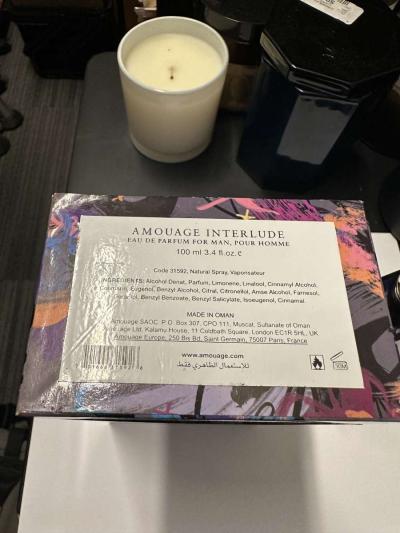 AMOUAGE INTERLUDE
EAU DE PARFUM FOR MAN, POUR HOMME
100 ml 3.4 fl.oz. ℮
Code 31592, Natural Spray, Vaporisateur
INGREDIENTS: Alcohol Denat, Parfum, Limonene, Linalool, Cinnamyl Alcohol,
Coumarin, Eugenol, Benzyl Alcohol, Citral, Citronellol, Anise Alcohol, Farnesol,
Geraniol, Benzyl Benzoate, Benzyl Salicylate, Isoeugenol, Cinnamal.
MADE IN OMAN
Amouage SAOC. P.O. Box 307, CPO 111, Muscat, Sultanate of Oman
Amouage Ltd. Kalamu House, 11 Coldbath Square, London EC1R 5HL, UK
Amouage Europe, 250 Bis Bd. Saint Germain, 75007 Paris, France
www.amouage.com
للاستعمال الظاهري فقط